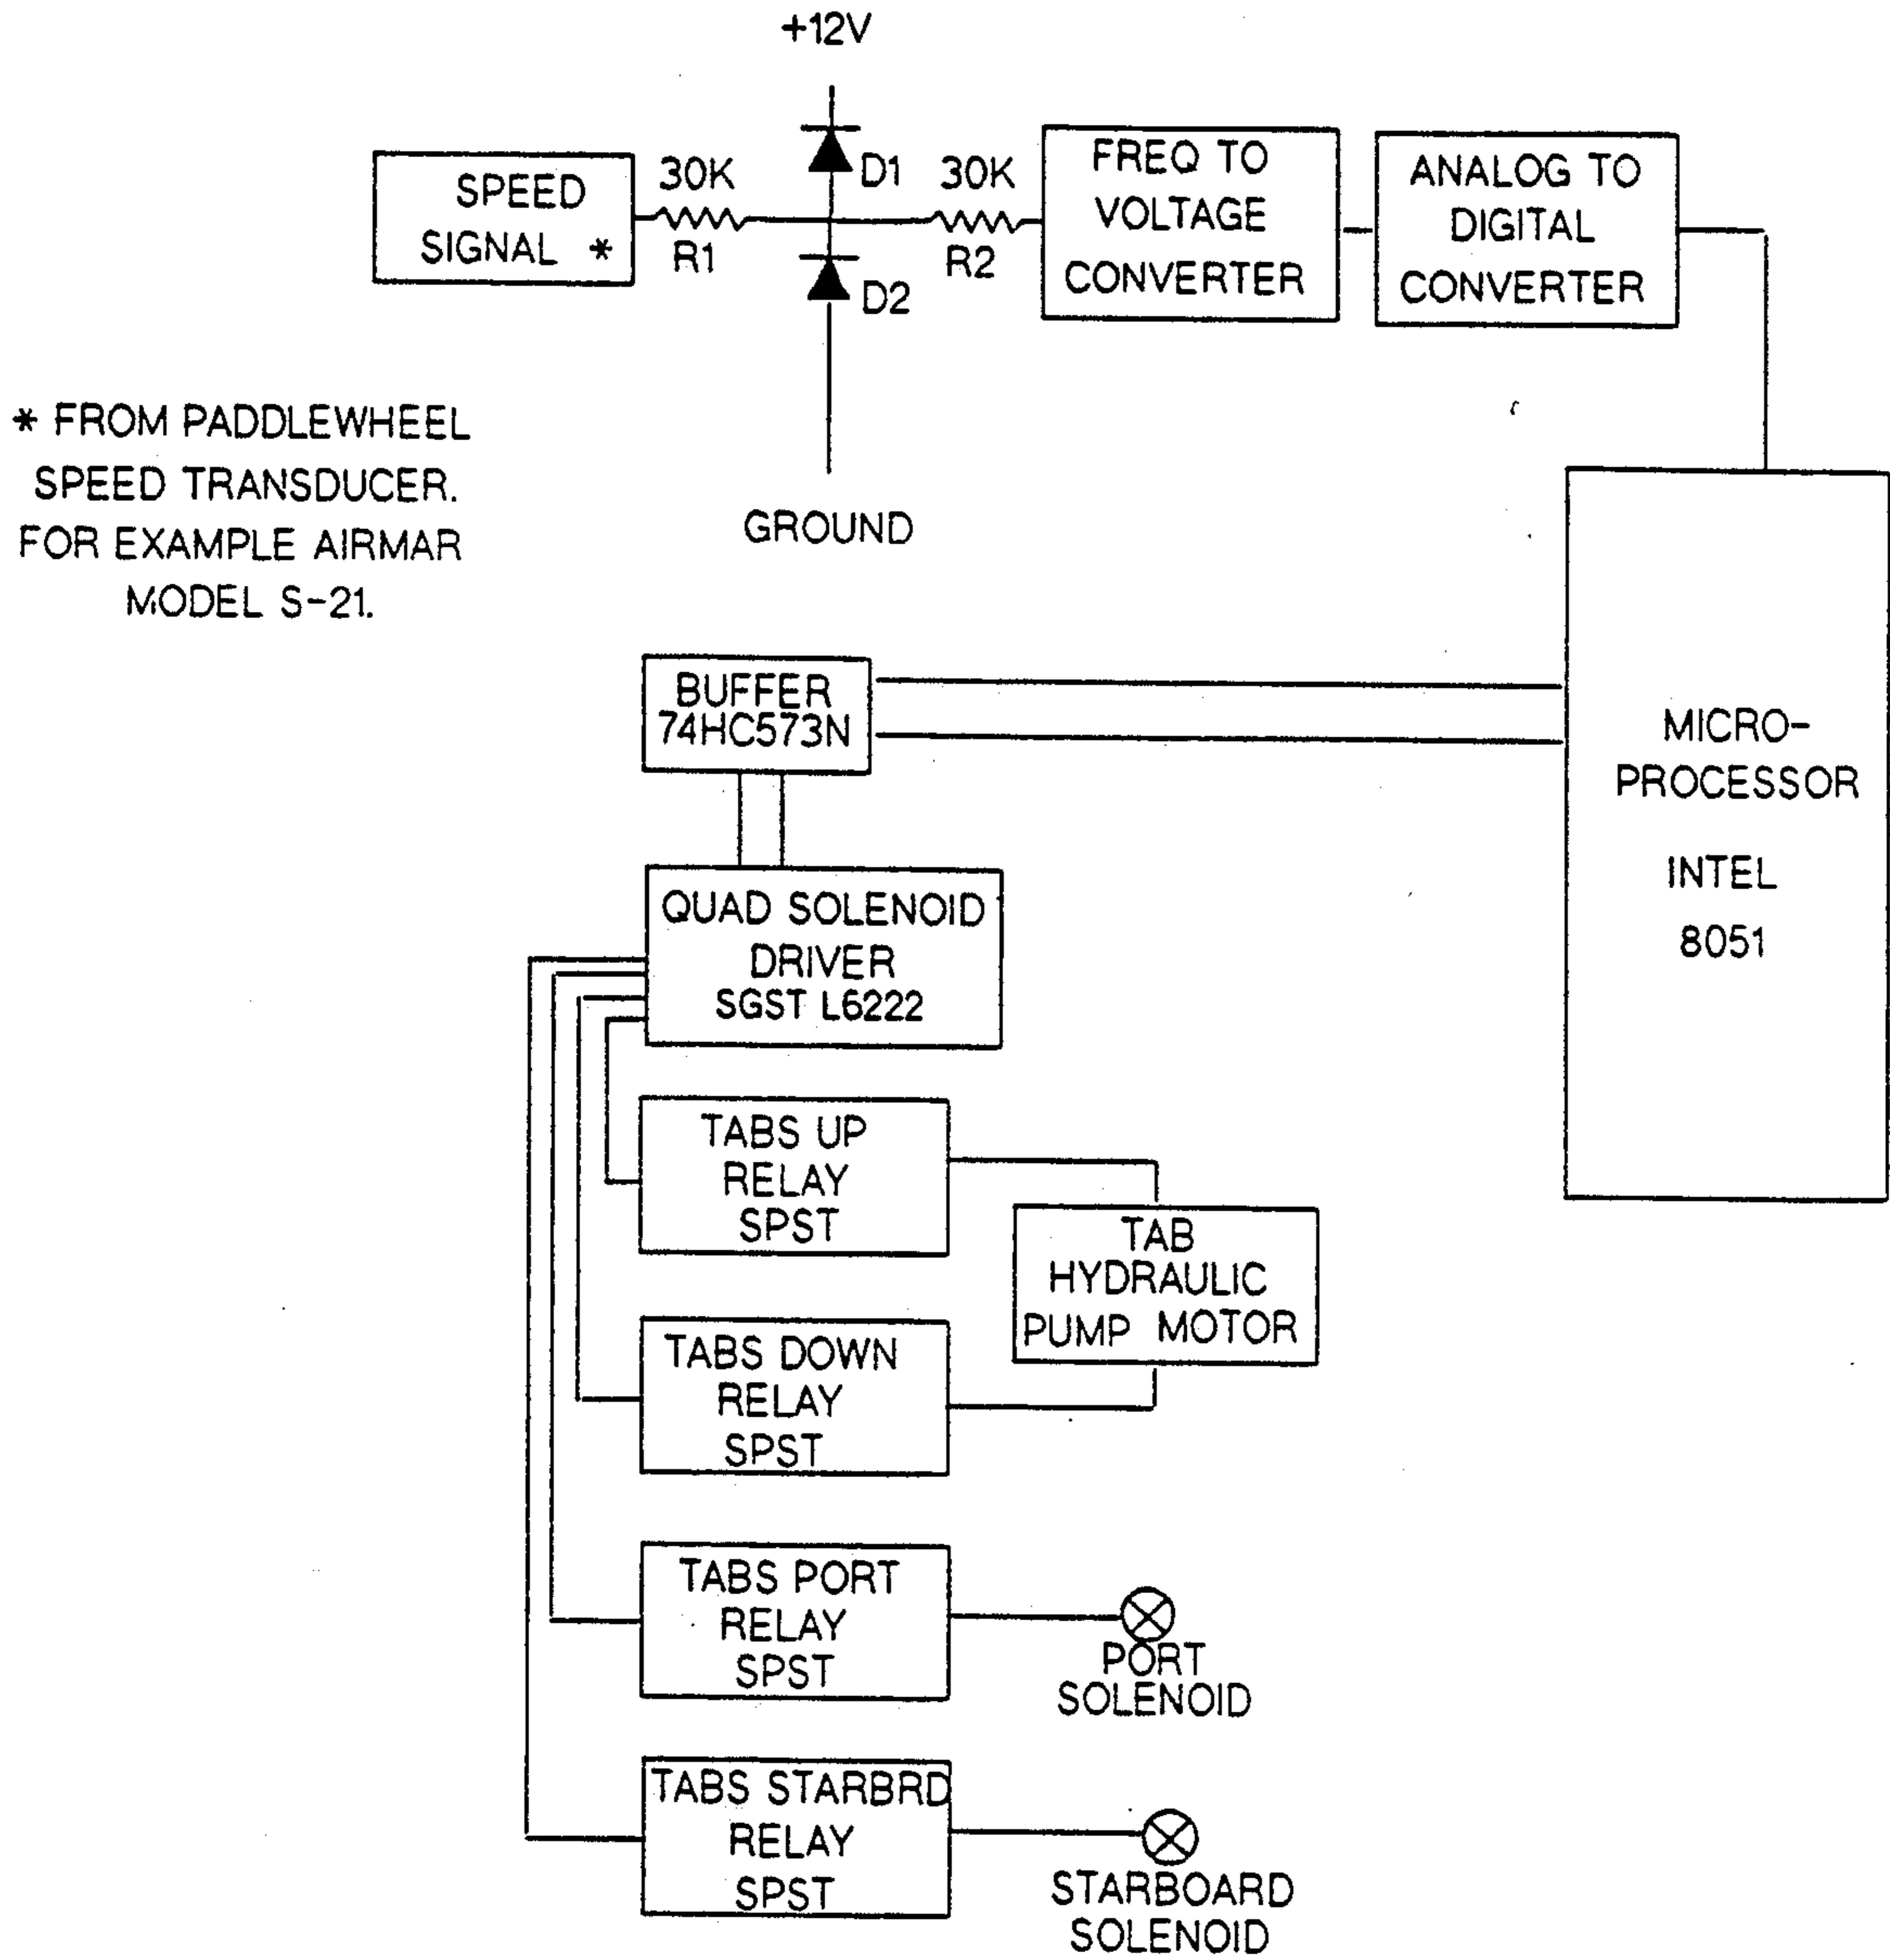 +12V
SPEED
SIGNAL *
30K
R1
D1
D2
30K
R2
FREQ TO
VOLTAGE
CONVERTER
ANALOG TO
DIGITAL
CONVERTER
* FROM PADDLEWHEEL
SPEED TRANSDUCER.
FOR EXAMPLE AIRMAR
MODEL S-21.
GROUND
BUFFER
74HC573N
MICRO-
PROCESSOR
INTEL
8051
QUAD SOLENOID
DRIVER
SGST L6222
TABS UP
RELAY
SPST
TAB
HYDRAULIC
PUMP MOTOR
TABS DOWN
RELAY
SPST
TABS PORT
RELAY
SPST
PORT
SOLENOID
TABS STARBRD
RELAY
SPST
STARBOARD
SOLENOID